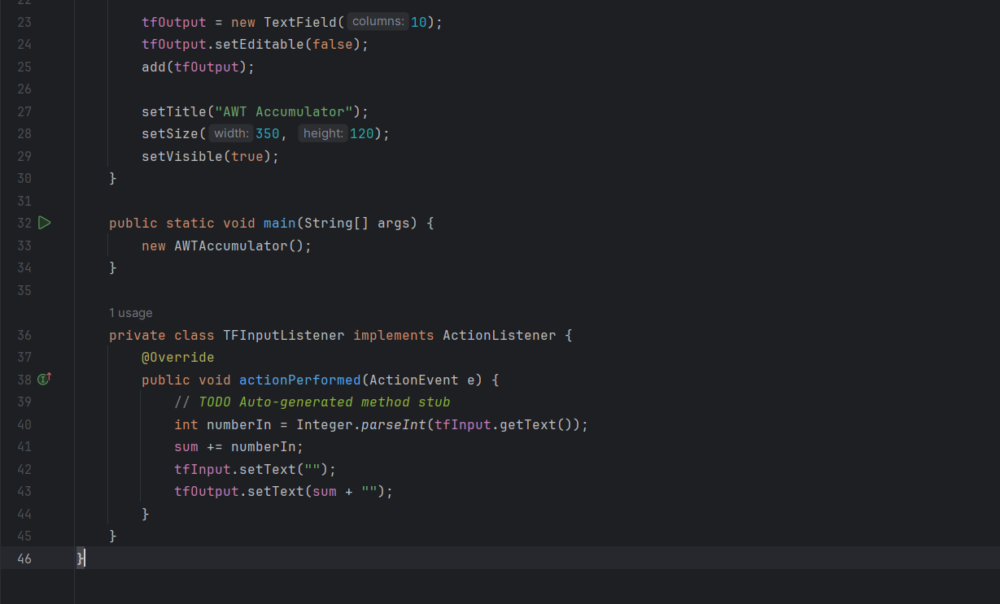 22
23 tfOutput = new TextField( columns: 10);
24 tfOutput.setEditable(false);
25 add(tfOutput);
26
27 setTitle("AWT Accumulator");
28 setSize( width: 350, height: 120);
29 setVisible(true);
30 }
31
32 public static void main(String[] args) {
33 new AWTAccumulator();
34 }
35
1 usage
36 private class TFInputListener implements ActionListener {
37 @Override
38 public void actionPerformed(ActionEvent e) {
39 // TODO Auto-generated method stub
40 int numberIn = Integer.parseInt(tfInput.getText());
41 sum += numberIn;
42 tfInput.setText("");
43 tfOutput.setText(sum + "");
44 }
45 }
46 }